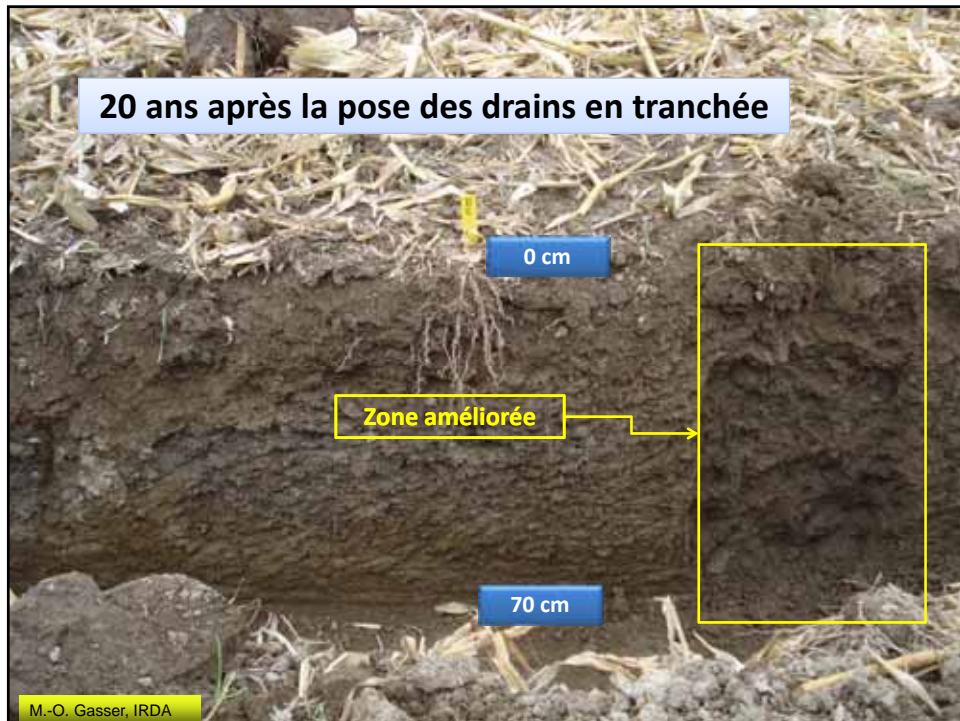 20 ans après la pose des drains en tranchée
0 cm
Zone améliorée
70 cm
M.-O. Gasser, IRDA